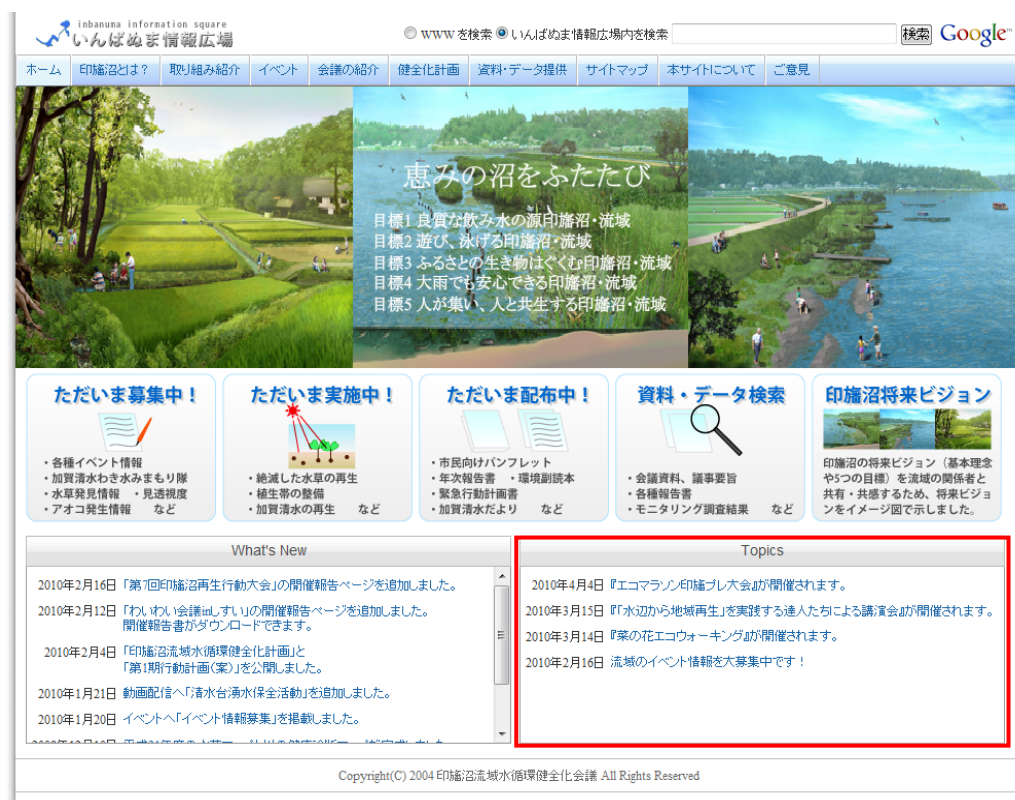 inbanuma information square
いんばぬま情報広場
wwwを検索 いんばぬま情報広場内を検索 検索 Google™
ホーム 印旛沼とは? 取り組み紹介 イベント 会議の紹介 健全化計画 資料・データ提供 サイトマップ 本サイトについて ご意見
恵みの沼をふたたび
目標1 良質な飲み水の源印旛沼・流域
目標2 遊び、泳げる印旛沼・流域
目標3 ふるさとの生き物はぐくむ印旛沼・流域
目標4 大雨でも安心できる印旛沼・流域
目標5 人が集い、人と共生する印旛沼・流域
ただいま募集中!
・各種イベント情報
・加賀清水わき水みまもり隊
・水草発見情報 ・見透視度
・アオコ発生情報 など
ただいま実施中!
・絶滅した水草の再生
・植生帯の整備
・加賀清水の再生 など
ただいま配布中!
・市民向けパンフレット
・年次報告書 ・環境副読本
・緊急行動計画書
・加賀清水だより など
資料・データ検索
・会議資料、議事要旨
・各種報告書
・モニタリング調査結果 など
印旛沼将来ビジョン
印旛沼の将来ビジョン(基本理念
や5つの目標)を流域の関係者と
共有・共感するため、将来ビジョ
ンをイメージ図で示しました。
What's New
2010年2月16日 「第7回印旛沼再生行動大会」の開催報告ページを追加しました。
2010年2月12日 「わいわい会議inしすい」の開催報告ページを追加しました。
開催報告書がダウンロードできます。
2010年2月4日 「印旛沼流域水循環健全化計画」と
「第1期行動計画(案)」を公開しました。
2010年1月21日 動画配信へ「清水台湧水保全活動」を追加しました。
2010年1月20日 イベントへ「イベント情報募集」を掲載しました。
Topics
2010年4月4日 『エコマラソン印旛プレ大会』が開催されます。
2010年3月15日 『「水辺から地域再生」を実践する達人たちによる講演会』が開催されます。
2010年3月14日 『菜の花エコウォーキング』が開催されます。
2010年2月16日 流域のイベント情報を大募集中です!
Copyright(C) 2004 印旛沼流域水循環健全化会議 All Rights Reserved